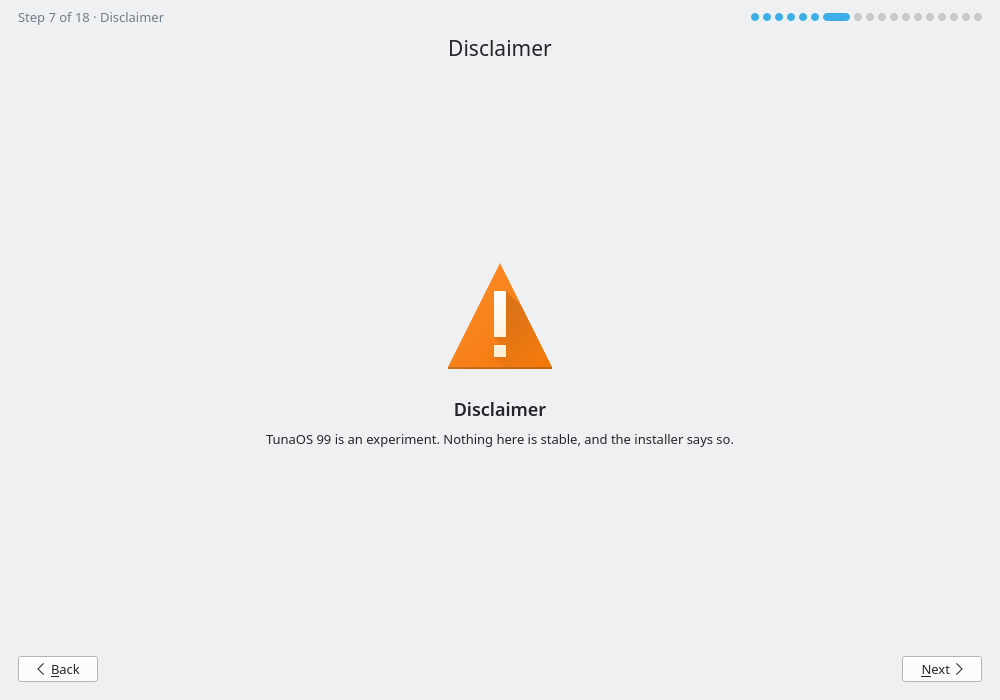 Step 7 of 18 · Disclaimer
Disclaimer
Disclaimer
TunaOS 99 is an experiment. Nothing here is stable, and the installer says so.
Back
Next